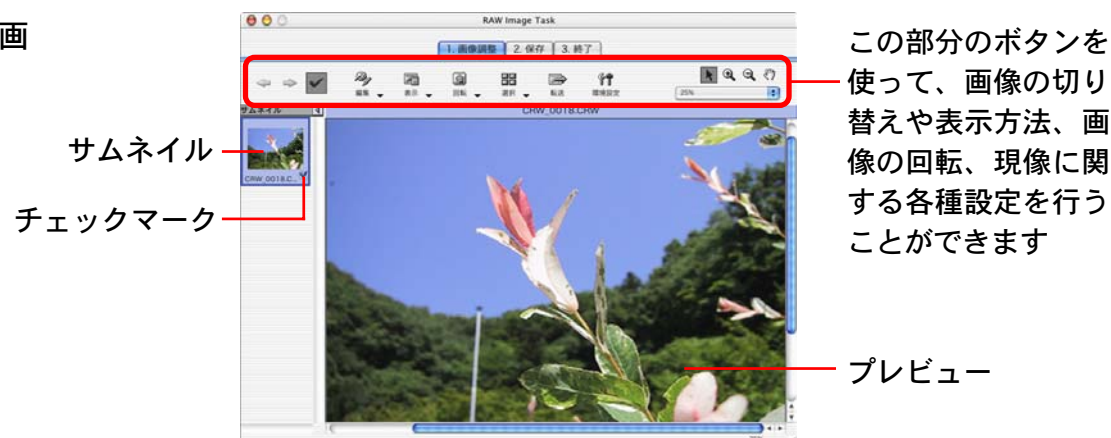 画
RAW Image Task
1. 画像調整 2. 保存 3. 終了
編集 表示 回転 選択 転送 環境設定
25%
サムネイル
CRW_0018.CRW
CRW_0018.C...
サムネイル
チェックマーク
この部分のボタンを
使って、画像の切り
替えや表示方法、画
像の回転、現像に関
する各種設定を行う
ことができます
プレビュー